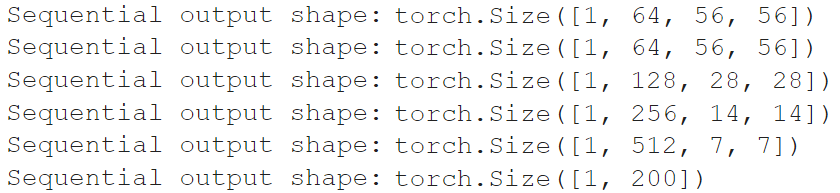 Sequential output shape: torch.Size([1, 64, 56, 56])
Sequential output shape: torch.Size([1, 64, 56, 56])
Sequential output shape: torch.Size([1, 128, 28, 28])
Sequential output shape: torch.Size([1, 256, 14, 14])
Sequential output shape: torch.Size([1, 512, 7, 7])
Sequential output shape: torch.Size([1, 200])